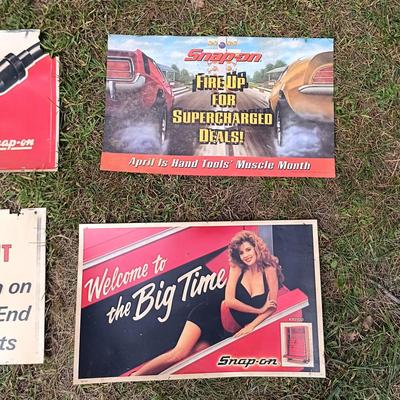 Snap-on
FIRE UP
FOR
SUPERCHARGED
DEALS!
April Is Hand Tools' Muscle Month
ap-on
T
n on
End
ts
Welcome to
the Big Time
Snap-on